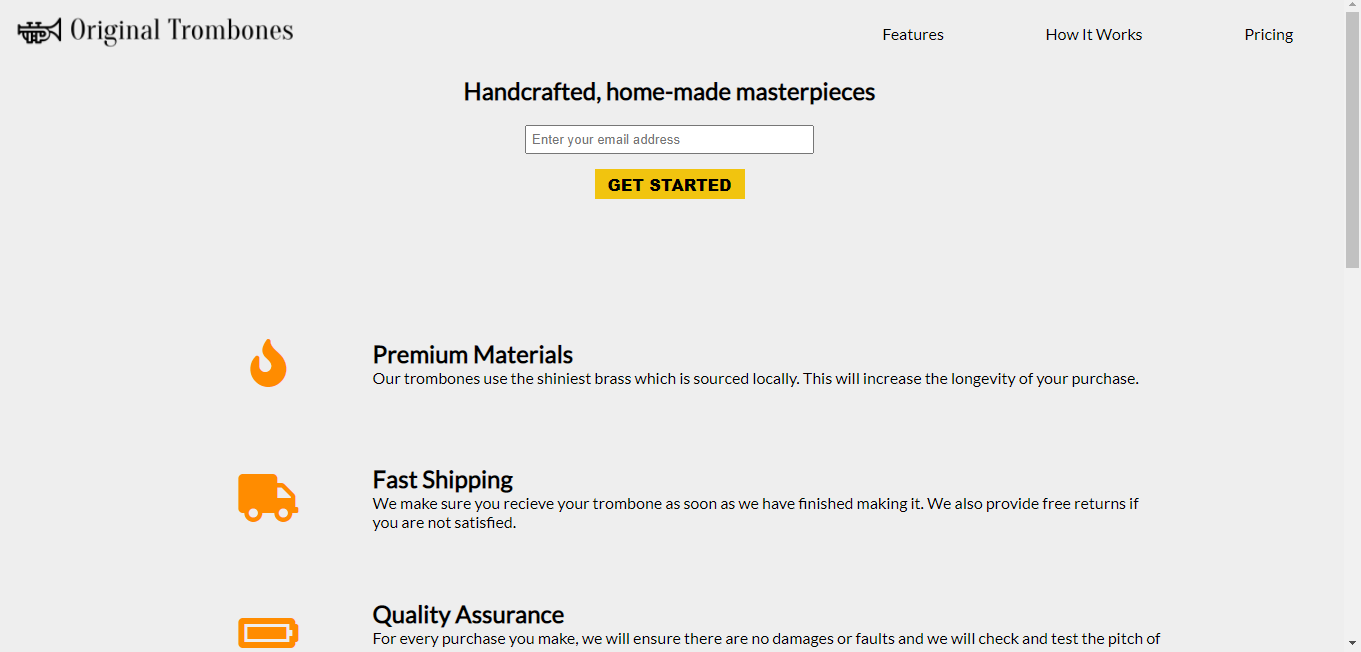 Original Trombones
Features
How It Works
Pricing
Handcrafted, home-made masterpieces
Enter your email address
GET STARTED
Premium Materials
Our trombones use the shiniest brass which is sourced locally. This will increase the longevity of your purchase.
Fast Shipping
We make sure you recieve your trombone as soon as we have finished making it. We also provide free returns if
you are not satisfied.
Quality Assurance
For every purchase you make, we will ensure there are no damages or faults and we will check and test the pitch of